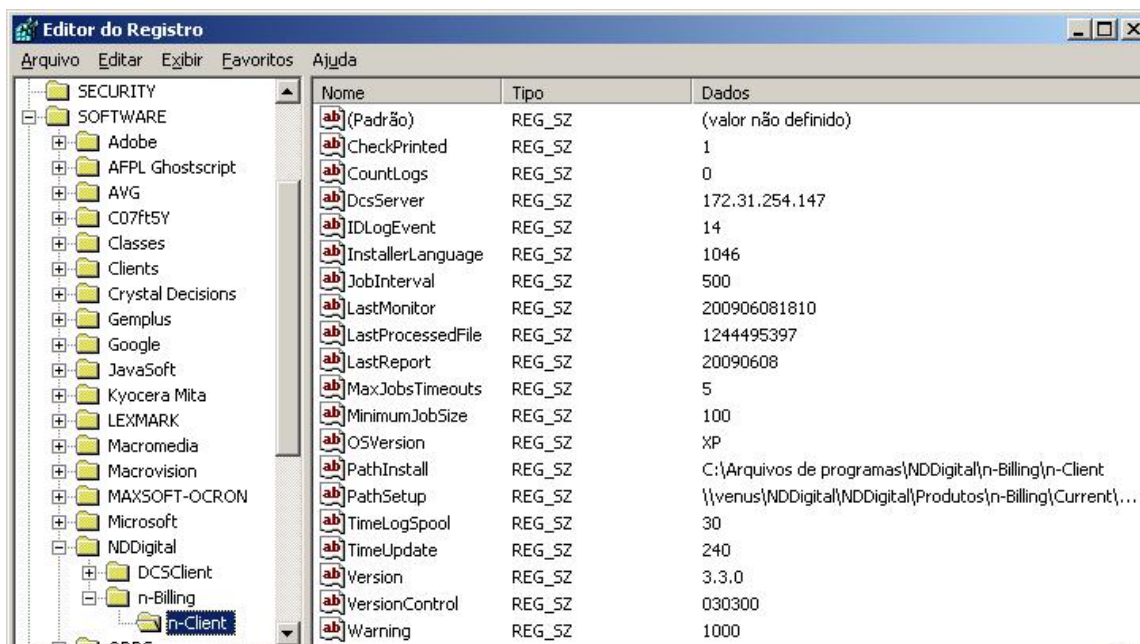 Editor do Registro
Arquivo Editar Exibir Favoritos Ajuda
SECURITY
SOFTWARE
Adobe
AFPL Ghostscript
AVG
C07ft5Y
Classes
Clients
Crystal Decisions
Gemplus
Google
JavaSoft
Kyocera Mita
LEXMARK
Macromedia
Macrovision
MAXSOFT-OCRON
Microsoft
NDDigital
DCSClient
n-Billing
n-Client
Nome Tipo Dados
(Padrão) REG_SZ (valor não definido)
CheckPrinted REG_SZ 1
CountLogs REG_SZ 0
DcsServer REG_SZ 172.31.254.147
IDLogEvent REG_SZ 14
InstallerLanguage REG_SZ 1046
JobInterval REG_SZ 500
LastMonitor REG_SZ 200906081810
LastProcessedFile REG_SZ 1244495397
LastReport REG_SZ 20090608
MaxJobsTimeouts REG_SZ 5
MinimumJobSize REG_SZ 100
OSVersion REG_SZ XP
PathInstall REG_SZ C:\Arquivos de programas\NDDigital\n-Billing\n-Client
PathSetup REG_SZ \\venus\NDDigital\NDDigital\Produtos\n-Billing\Current\...
TimeLogSpool REG_SZ 30
TimeUpdate REG_SZ 240
Version REG_SZ 3.3.0
VersionControl REG_SZ 030300
Warning REG_SZ 1000